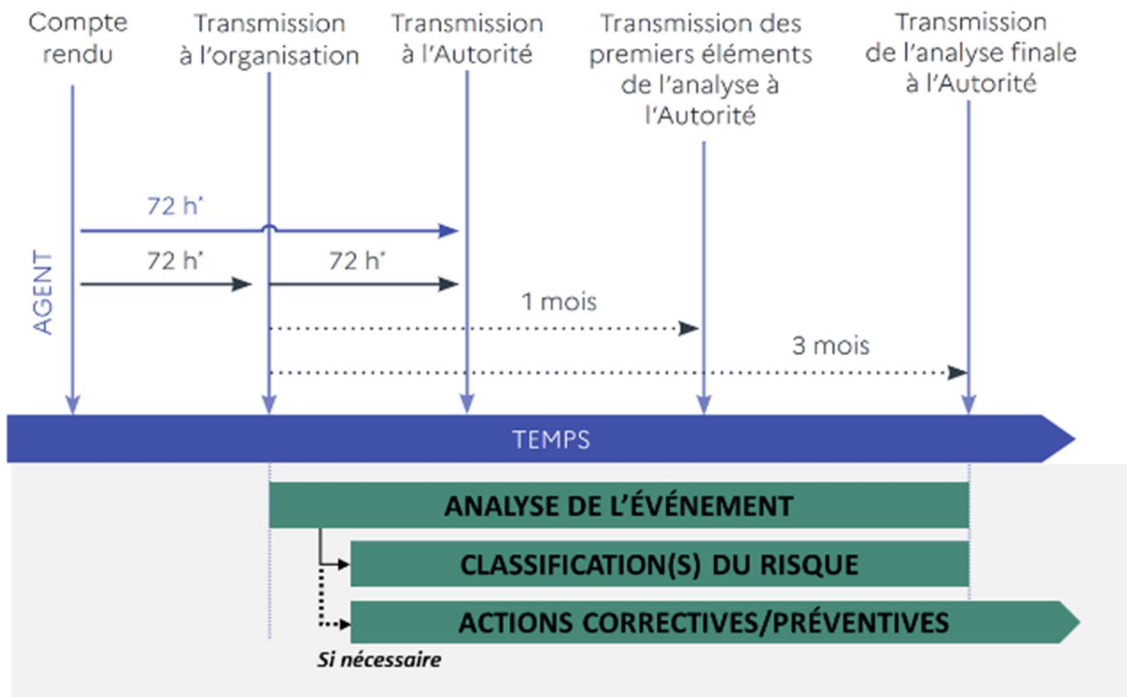 Compte
rendu
Transmission
à l'organisation
Transmission
à l'Autorité
Transmission des
premiers éléments
de l'analyse à
l'Autorité
Transmission
de l'analyse finale
à l'Autorité
72 h*
72 h*
72 h*
AGENT
1 mois
3 mois
TEMPS
ANALYSE DE L'ÉVÉNEMENT
CLASSIFICATION(S) DU RISQUE
ACTIONS CORRECTIVES/PRÉVENTIVES
Si nécessaire